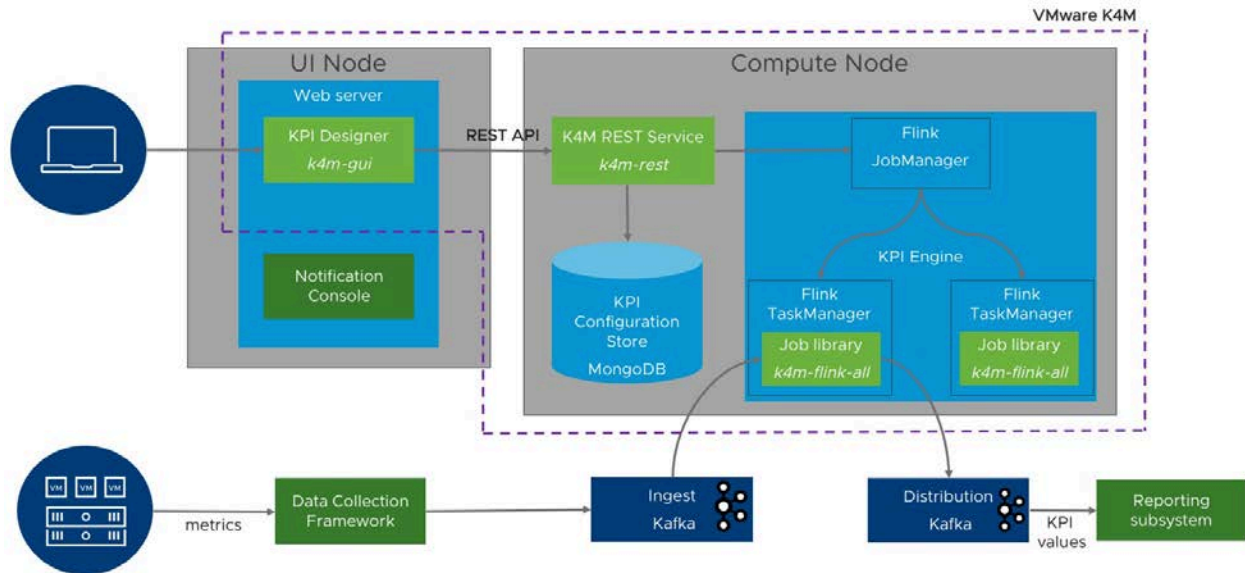 VMware K4M
UI Node
Web server
KPI Designer
k4m-gui
Notification
Console
REST API
Compute Node
K4M REST Service
k4m-rest
KPI
Configuration
Store
MongoDB
Flink
JobManager
KPI Engine
Flink
TaskManager
Job library
k4m-flink-all
Flink
TaskManager
Job library
k4m-flink-all
VM VM VM
metrics
Data Collection
Framework
Ingest
Kafka
Distribution
Kafka
KPI
values
Reporting
subsystem